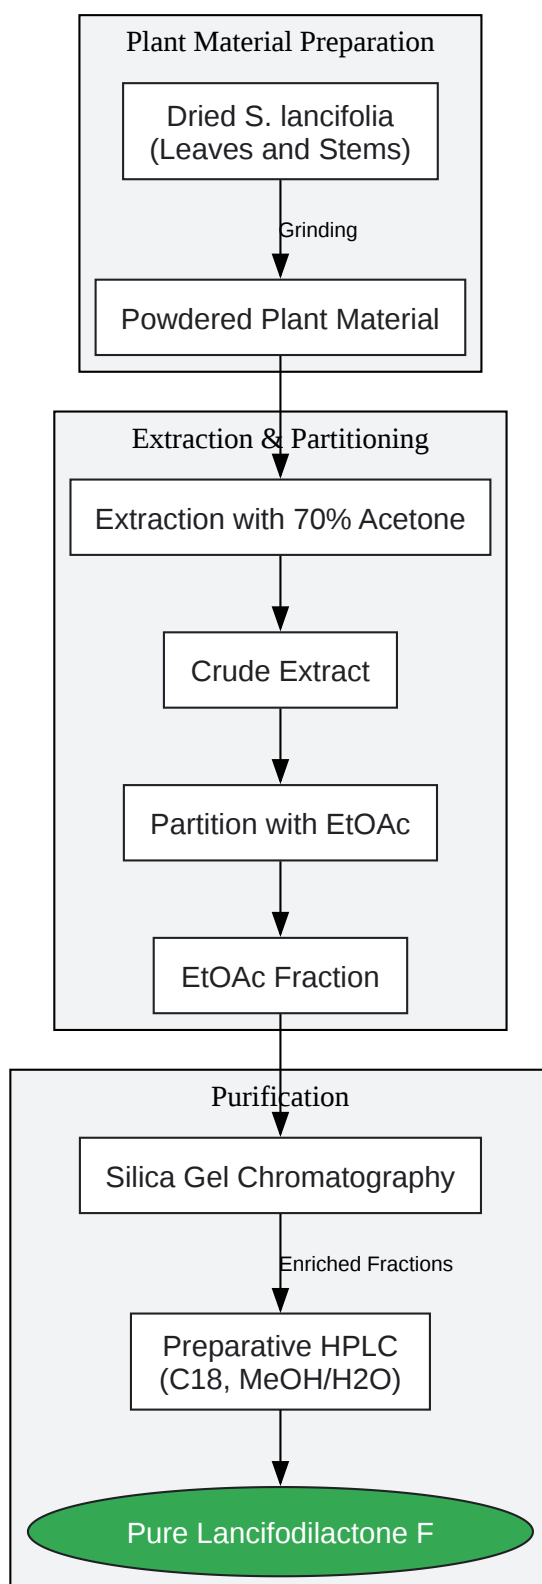 Plant Material Preparation
Dried S. lancifolia
(Leaves and Stems)
Grinding
Powdered Plant Material
Extraction & Partitioning
Extraction with 70% Acetone
Crude Extract
Partition with EtOAc
EtOAc Fraction
Purification
Silica Gel Chromatography
Enriched Fractions
Preparative HPLC
(C18, MeOH/H2O)
Pure Lancifodilactone F